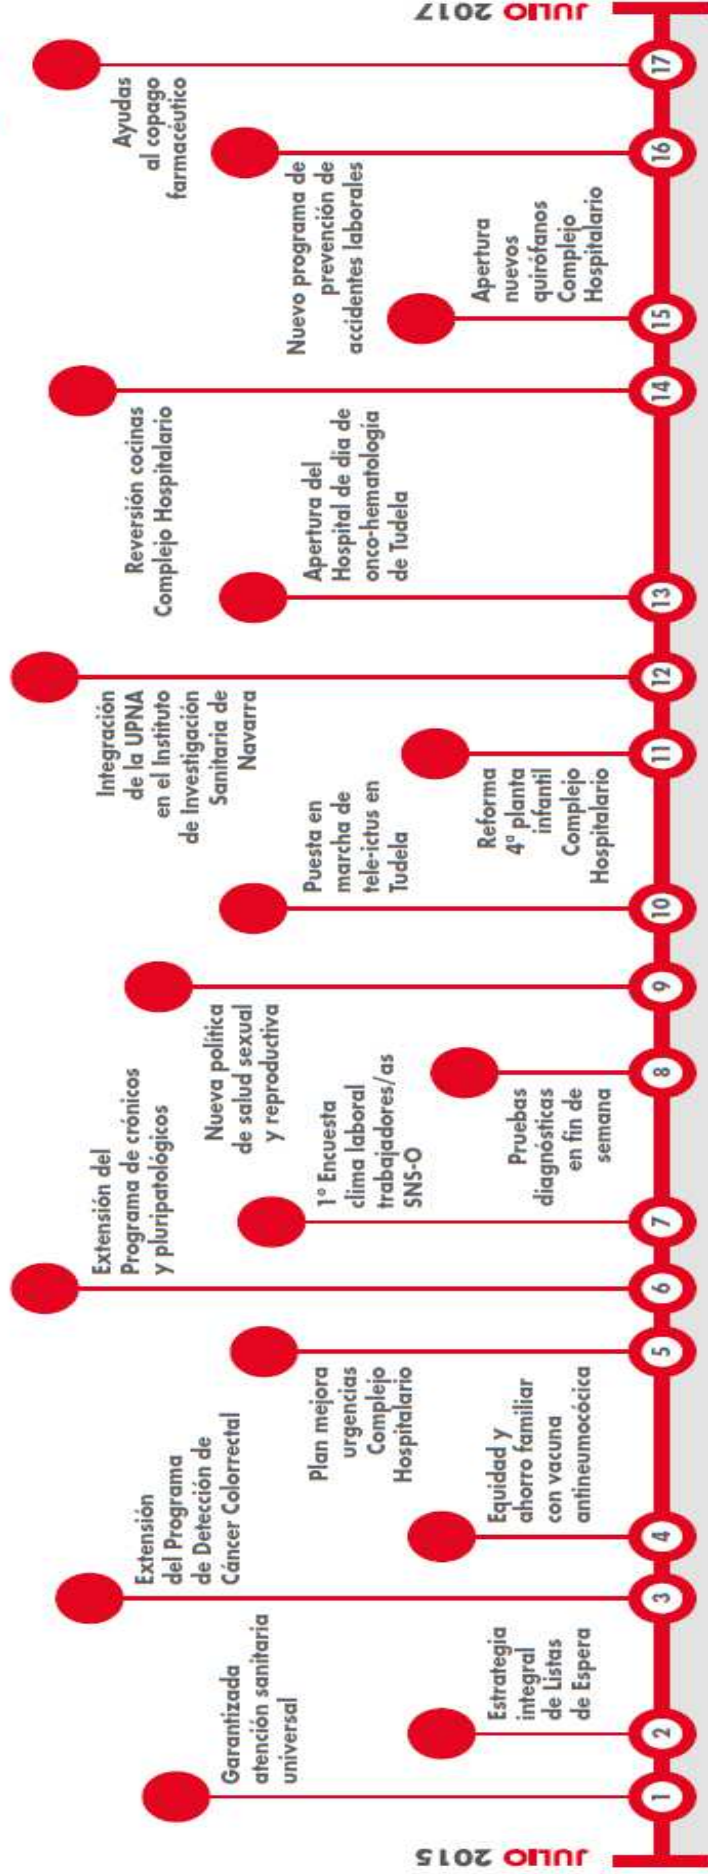 JULIO 2015
1
Garantizada
atención sanitaria
universal
2
Estrategia
integral
de Listas
de Espera
3
Extensión
del Programa
de Detección de
Cáncer Colorrectal
4
Equidad y
ahorro familiar
con vacuna
antineumocócica
5
Plan mejora
urgencias
Complejo
Hospitalario
6
Extensión del
Programa de crónicos
y pluripatológicos
7
1º Encuesta
clima laboral
trabajadores/as
SNS-O
8
Pruebas
diagnósticas
en fin de
semana
9
Nueva política
de salud sexual
y reproductiva
10
Puesta en
marcha de
tele-ictus en
Tudela
11
Reforma
4º planta
infantil
Complejo
Hospitalario
12
Integración
de la UPNA
en el Instituto
de Investigación
Sanitaria de
Navarra
13
Apertura del
Hospital de dia de
onco-hematología
de Tudela
14
Reversión cocinas
Complejo Hospitalario
15
Apertura
nuevos
quirófanos
Complejo
Hospitalario
16
Nuevo programa de
prevención de
accidentes laborales
17
Ayudas
al copago
farmacéutico
JULIO 2017